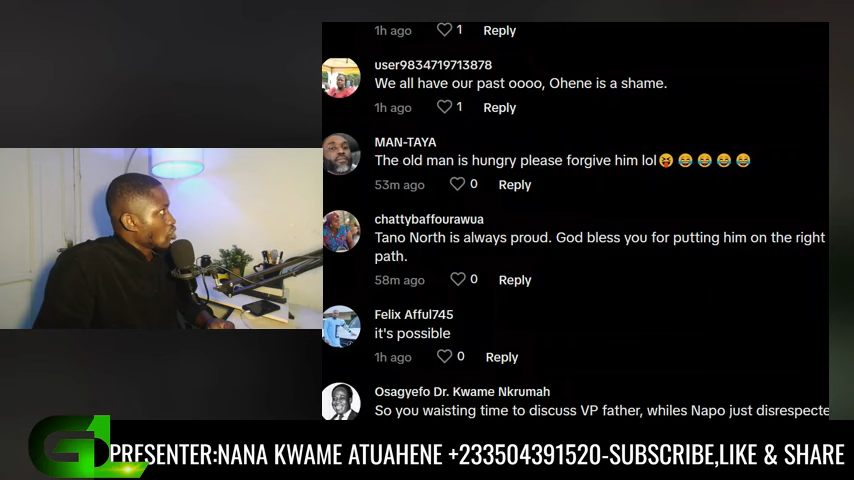 1h ago 1 Reply
user9834719713878
We all have our past oooo, Ohene is a shame.
1h ago 1 Reply
MAN-TAYA
The old man is hungry please forgive him lol😝😂😂😂😂
53m ago 0 Reply
chattybaffourawua
Tano North is always proud. God bless you for putting him on the right
path.
58m ago 0 Reply
Felix Afful745
it's possible
1h ago 0 Reply
Osagyefo Dr. Kwame Nkrumah
So you waisting time to discuss VP father, whiles Napo just disrespecte
PRESENTER:NANA KWAME ATUAHENE +233504391520-SUBSCRIBE,LIKE & SHARE